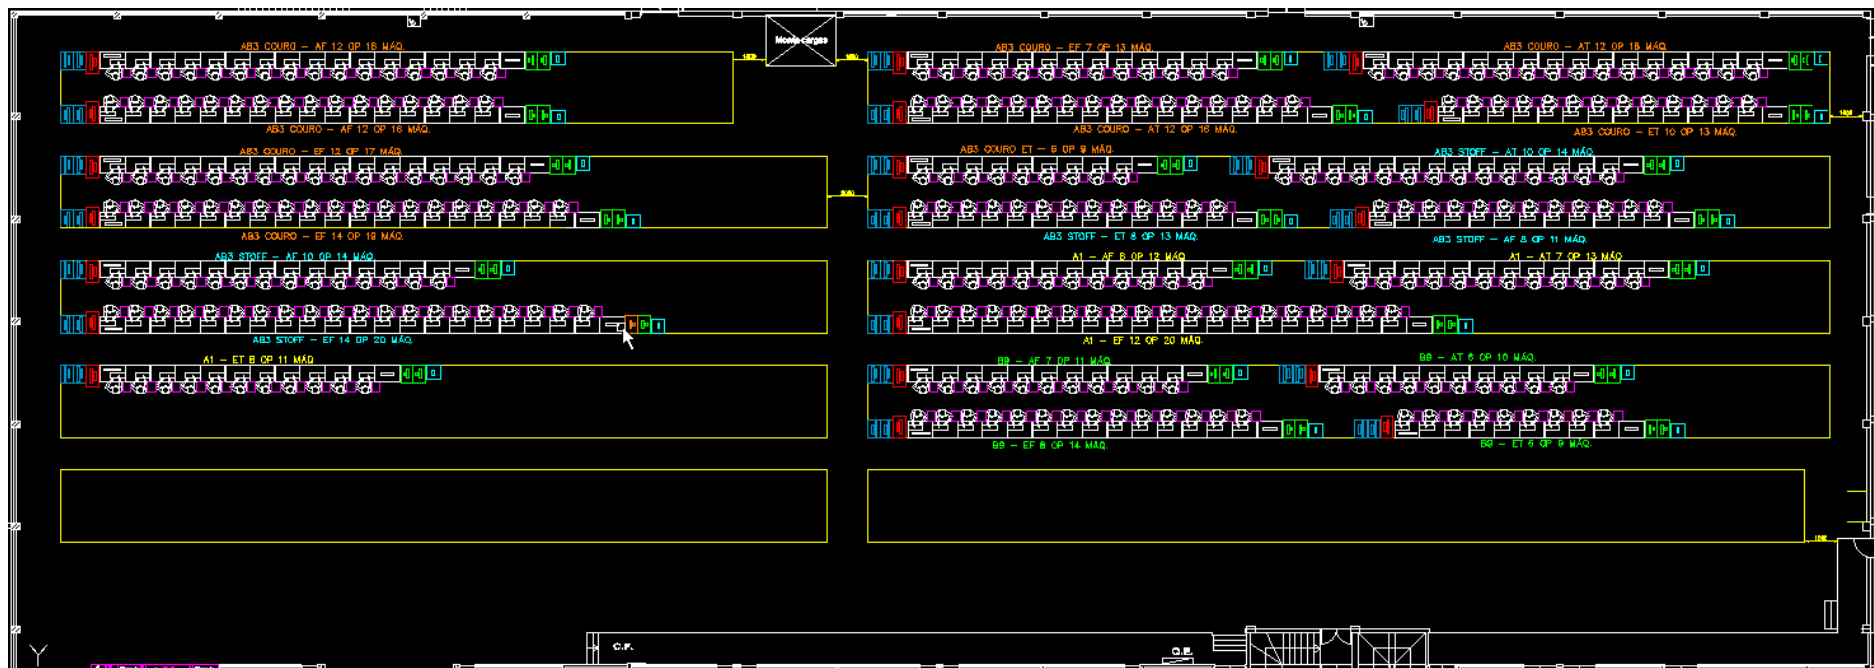 Monta-cargas
AB3 COURO - AF 12 OP 16 MÁQ.
AB3 COURO - EF 7 OP 13 MÁQ.
AB3 COURO - AT 12 OP 16 MÁQ.
AB3 COURO - AF 12 OP 16 MÁQ.
AB3 COURO - AT 12 OP 16 MÁQ.
AB3 COURO - ET 10 OP 13 MÁQ.
AB3 COURO - EF 12 OP 17 MÁQ.
AB3 COURO ET - 6 OP 9 MÁQ.
AB3 STOFF - AT 10 OP 14 MÁQ.
AB3 COURO - EF 14 OP 19 MÁQ.
AB3 STOFF - ET 8 OP 13 MÁQ.
AB3 STOFF - AF 8 OP 11 MÁQ.
AB3 STOFF - AF 10 OP 14 MÁQ.
A1 - AF 8 OP 12 MÁQ
A1 - AT 7 OP 13 MÁQ
AB3 STOFF - EF 14 OP 20 MÁQ.
A1 - EF 12 OP 20 MÁQ.
A1 - ET 8 OP 11 MÁQ
B9 - AF 7 OP 11 MÁQ
B9 - AT 6 OP 10 MÁQ.
B9 - EF 8 OP 14 MÁQ.
B9 - ET 6 OP 9 MÁQ.
C.F.
Y